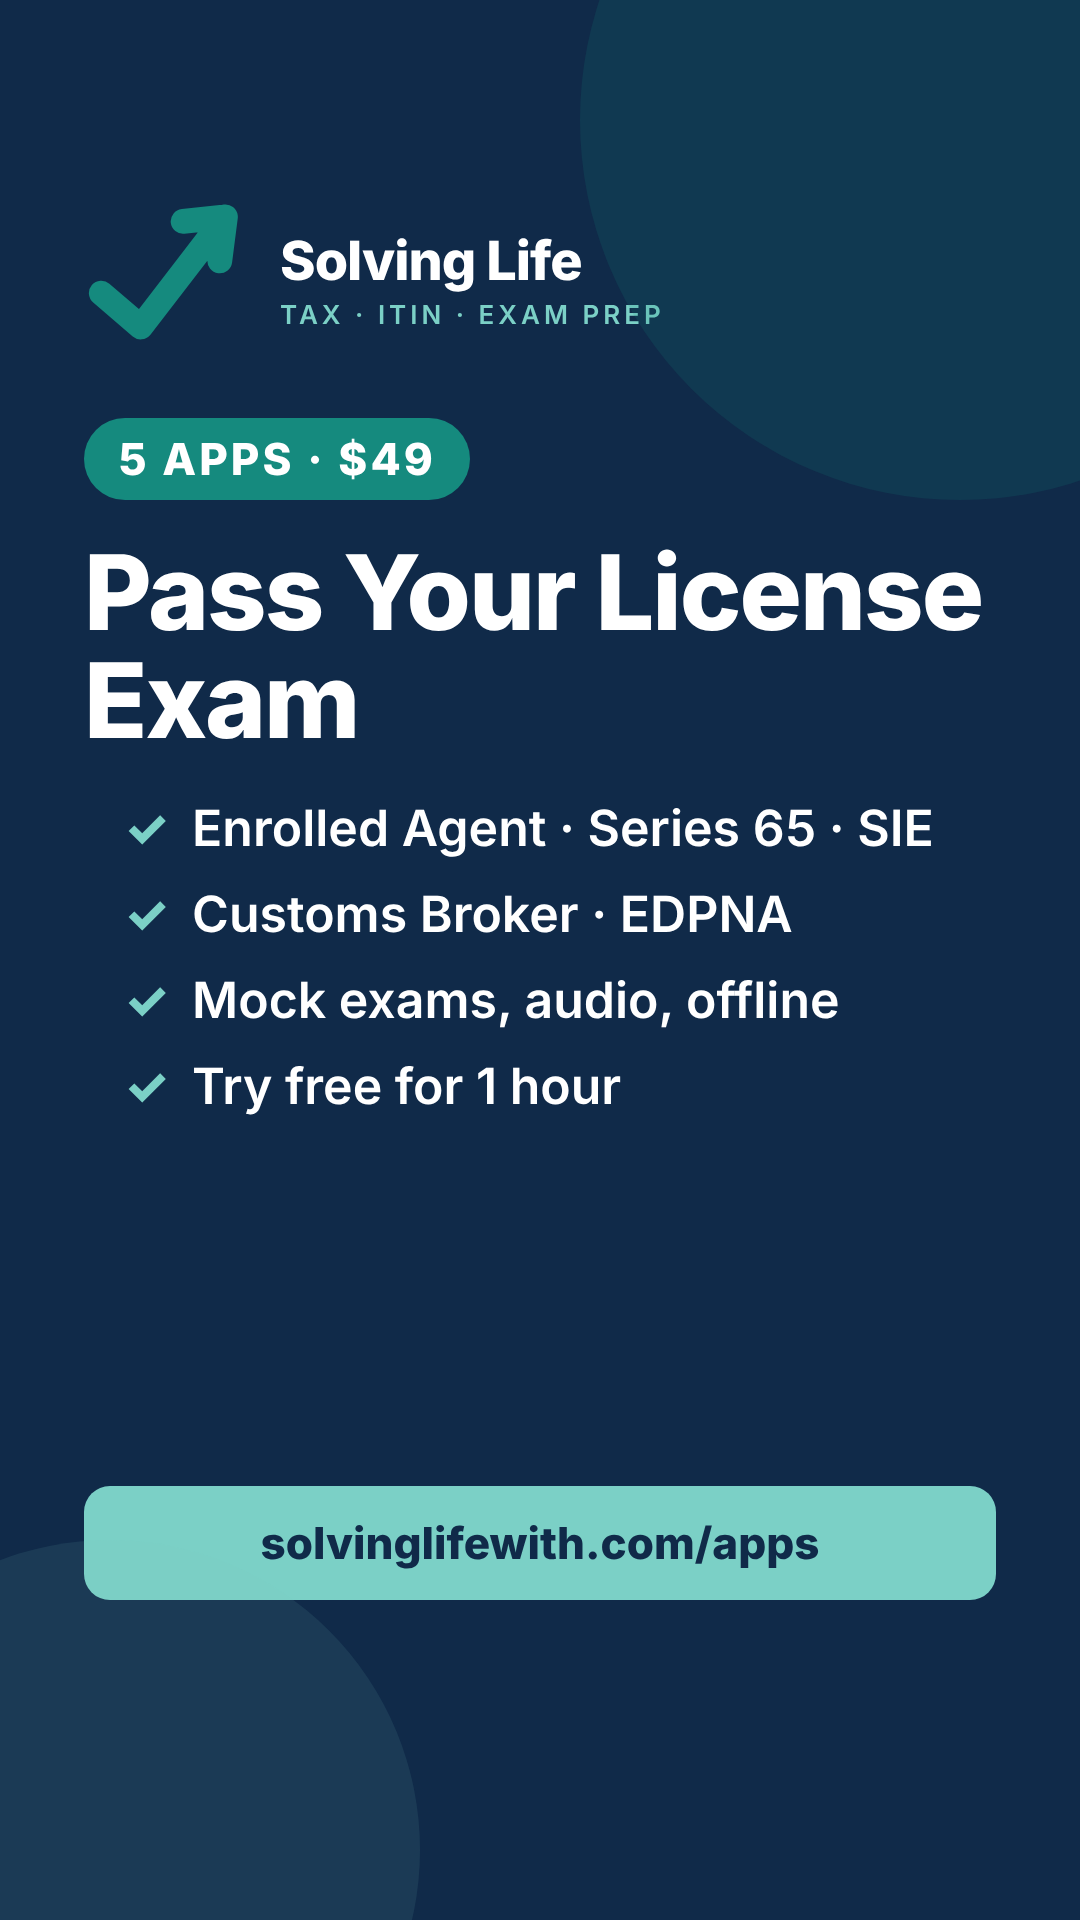 Solving Life
TAX · ITIN · EXAM PREP
5 APPS · $49
Pass Your License
Exam
Enrolled Agent · Series 65 · SIE
Customs Broker · EDPNA
Mock exams, audio, offline
Try free for 1 hour
solvinglifewith.com/apps